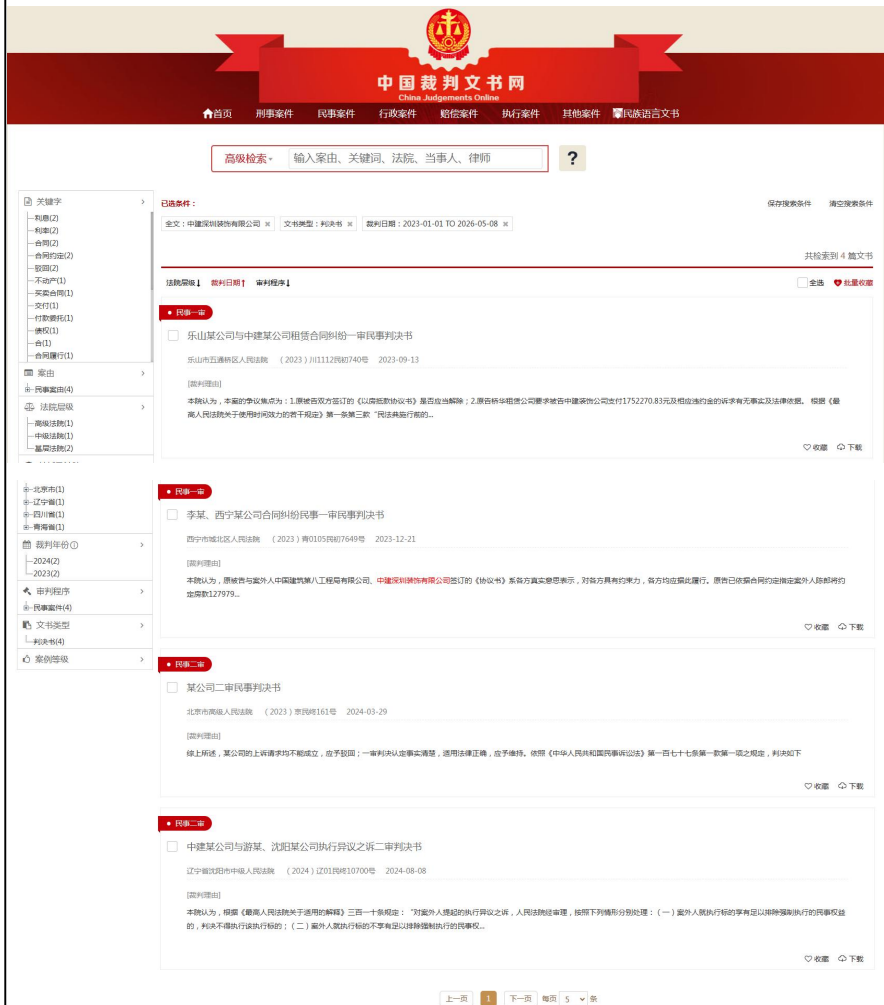 中国裁判文书网
China Judgements Online
首页 刑事案件 民事案件 行政案件 赔偿案件 执行案件 其他案件 民族语言文书
高级检索 输入案由、关键词、法院、当事人、律师 ?
关键字
利息(2)
利率(2)
合同(2)
合同约定(2)
驳回(2)
不动产(1)
买卖合同(1)
交付(1)
付款委托(1)
债权(1)
合(1)
合同履行(1)
案由
民事案由(4)
法院层级
高级法院(1)
中级法院(1)
基层法院(2)
北京市(1)
辽宁省(1)
四川省(1)
青海省(1)
裁判年份
2024(2)
2023(2)
审判程序
民事案件(4)
文书类型
判决书(4)
案例等级
已选条件： 保存搜索条件 清空搜索条件
全文：中建深圳装饰有限公司 × 文书类型：判决书 × 裁判日期：2023-01-01 TO 2026-05-08 ×
共检索到 4 篇文书
法院层级↓ 裁判日期↑ 审判程序↓ 全选 批量收藏
民事一审
乐山某公司与中建某公司租赁合同纠纷一审民事判决书
乐山市五通桥区人民法院 （2023）川1112民初740号 2023-09-13
[裁判理由]
本院认为，本案的争议焦点为：1.原被告双方签订的《以房抵款协议书》是否应当解除；2.原告桥华租赁公司要求被告中建装饰公司支付1752270.83元及相应违约金的诉求有无事实及法律依据。 根据《最
高人民法院关于使用时间效力的若干规定》第一条第三款“民法典施行前的...
收藏 下载
民事一审
李某、西宁某公司合同纠纷民事一审民事判决书
西宁市城北区人民法院 （2023）青0105民初7649号 2023-12-21
[裁判理由]
本院认为，原被告与案外人中国建筑第八工程局有限公司、中建深圳装饰有限公司签订的《协议书》系各方真实意思表示，对各方具有约束力，各方均应据此履行。原告已依据合同约定指定案外人陈郎将约
定房款127979...
收藏 下载
民事二审
某公司二审民事判决书
北京市高级人民法院 （2023）京民终161号 2024-03-29
[裁判理由]
综上所述，某公司的上诉请求均不能成立，应予驳回；一审判决认定事实清楚，适用法律正确，应予维持。依照《中华人民共和国民事诉讼法》第一百七十七条第一款第一项之规定，判决如下
收藏 下载
民事二审
中建某公司与游某、沈阳某公司执行异议之诉二审判决书
辽宁省沈阳市中级人民法院 （2024）辽01民终10700号 2024-08-08
[裁判理由]
本院认为，根据《最高人民法院关于适用的解释》三百一十条规定：“对案外人提起的执行异议之诉，人民法院经审理，按照下列情形分别处理：（一）案外人就执行标的享有足以排除强制执行的民事权益
的，判决不得执行该执行标的；（二）案外人就执行标的不享有足以排除强制执行的民事权...
收藏 下载
上一页 1 下一页 每页 5 条